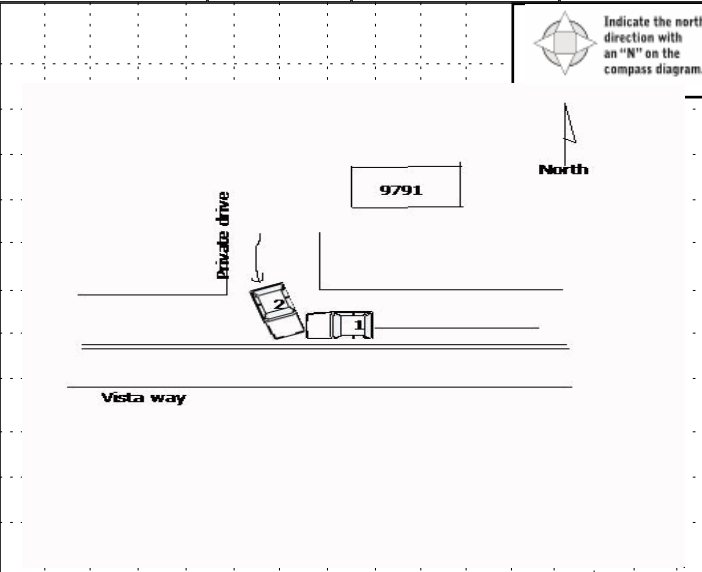 Indicate the north
direction with
an “N” on the
compass diagram.
North
9791
Private drive
2
1
Vista way